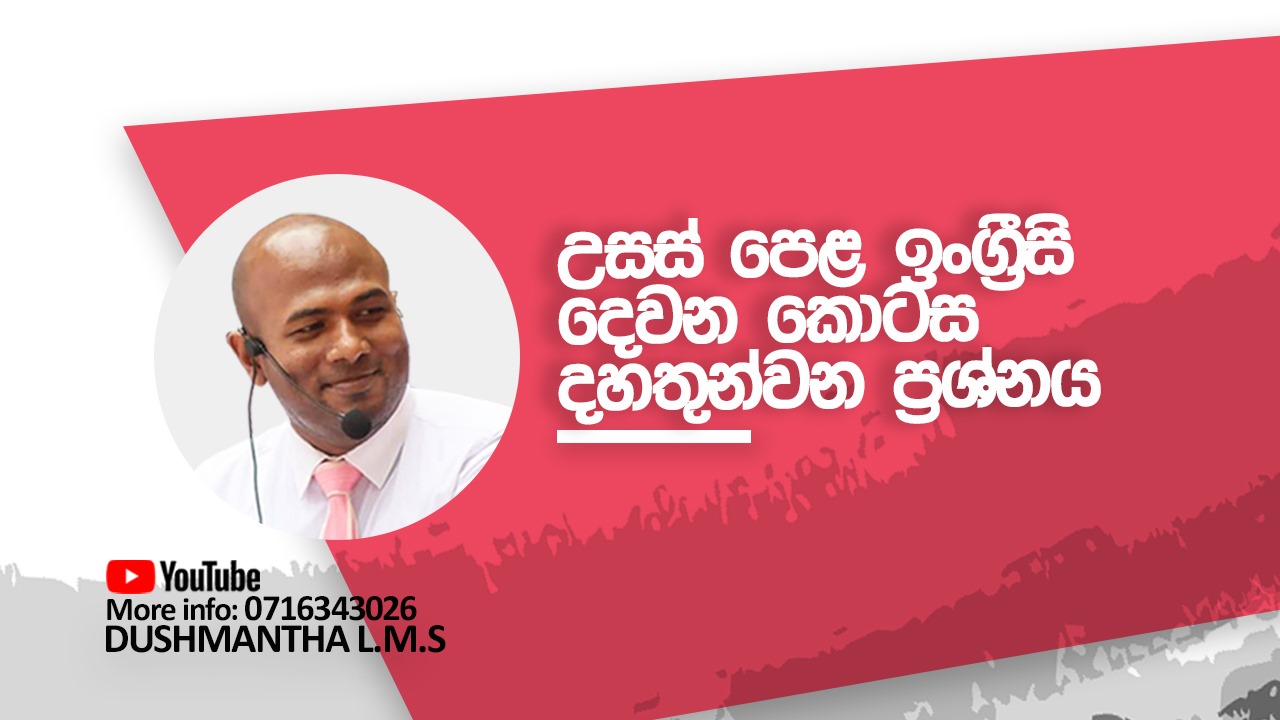 උසස් පෙළ ඉංග්‍රීසි
දෙවන කොටස
දහතුන්වන ප්‍රශ්නය
YouTube
More info: 0716343026
DUSHMANTHA L.M.S